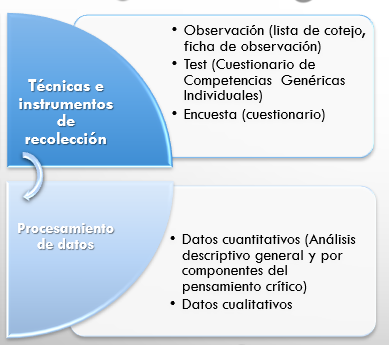 Técnicas e
instrumentos
de
recolección
• Observación (lista de cotejo,
ficha de observación)
• Test (Cuestionario de
Competencias Genéricas
Individuales)
• Encuesta (cuestionario)
Procesamiento
de datos
• Datos cuantitativos (Análisis
descriptivo general y por
componentes del
pensamiento crítico)
• Datos cualitativos